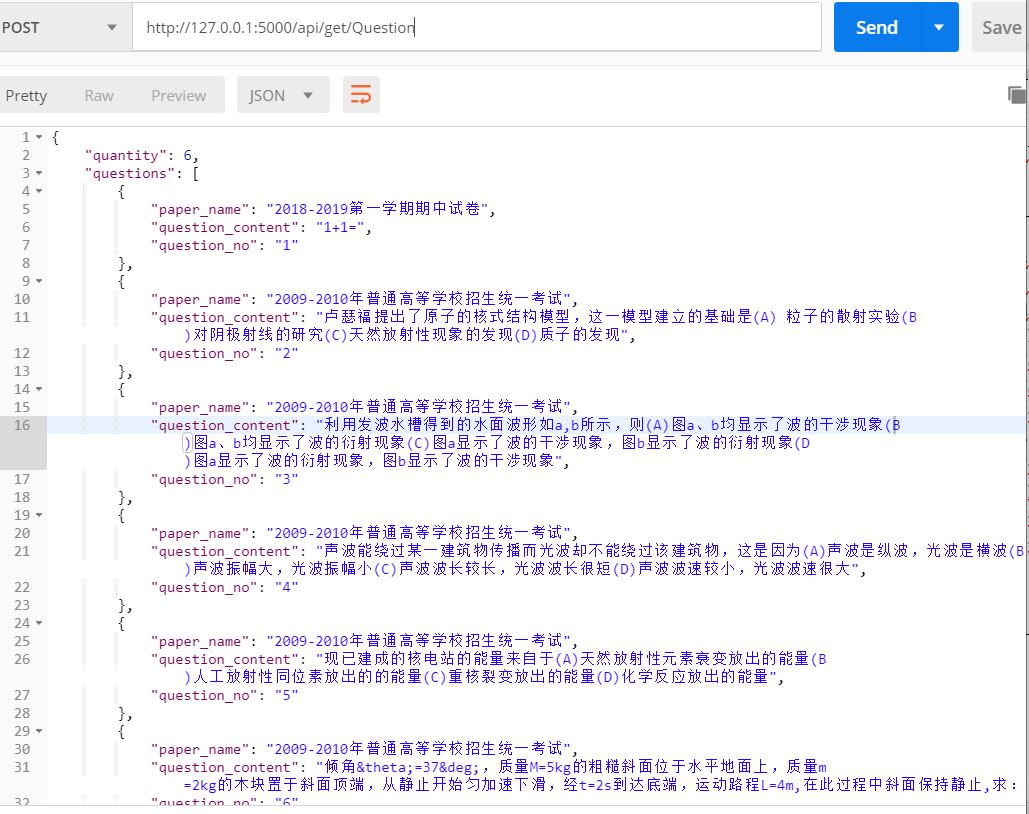 POST http://127.0.0.1:5000/api/get/Question Send Save
Pretty Raw Preview JSON
1 {
2 "quantity": 6,
3 "questions": [
4 {
5 "paper_name": "2018-2019第一学期期中试卷",
6 "question_content": "1+1=",
7 "question_no": "1"
8 },
9 {
10 "paper_name": "2009-2010年普通高等学校招生统一考试",
11 "question_content": "卢瑟福提出了原子的核式结构模型，这一模型建立的基础是(A) 粒子的散射实验(B
)对阴极射线的研究(C)天然放射性现象的发现(D)质子的发现",
12 "question_no": "2"
13 },
14 {
15 "paper_name": "2009-2010年普通高等学校招生统一考试",
16 "question_content": "利用发波水槽得到的水面波形如a,b所示，则(A)图a、b均显示了波的干涉现象(B
)图a、b均显示了波的衍射现象(C)图a显示了波的干涉现象，图b显示了波的衍射现象(D
)图a显示了波的衍射现象，图b显示了波的干涉现象",
17 "question_no": "3"
18 },
19 {
20 "paper_name": "2009-2010年普通高等学校招生统一考试",
21 "question_content": "声波能绕过某一建筑物传播而光波却不能绕过该建筑物，这是因为(A)声波是纵波，光波是横波(B
)声波振幅大，光波振幅小(C)声波波长较长，光波波长很短(D)声波波速较小，光波波速很大",
22 "question_no": "4"
23 },
24 {
25 "paper_name": "2009-2010年普通高等学校招生统一考试",
26 "question_content": "现已建成的核电站的能量来自于(A)天然放射性元素衰变放出的能量(B
)人工放射性同位素放出的的能量(C)重核裂变放出的能量(D)化学反应放出的能量",
27 "question_no": "5"
28 },
29 {
30 "paper_name": "2009-2010年普通高等学校招生统一考试",
31 "question_content": "倾角&theta;=37&deg;，质量M=5kg的粗糙斜面位于水平地面上，质量m
=2kg的木块置于斜面顶端，从静止开始匀加速下滑，经t=2s到达底端，运动路程L=4m,在此过程中斜面保持静止,求：
32 "question_no": "6"